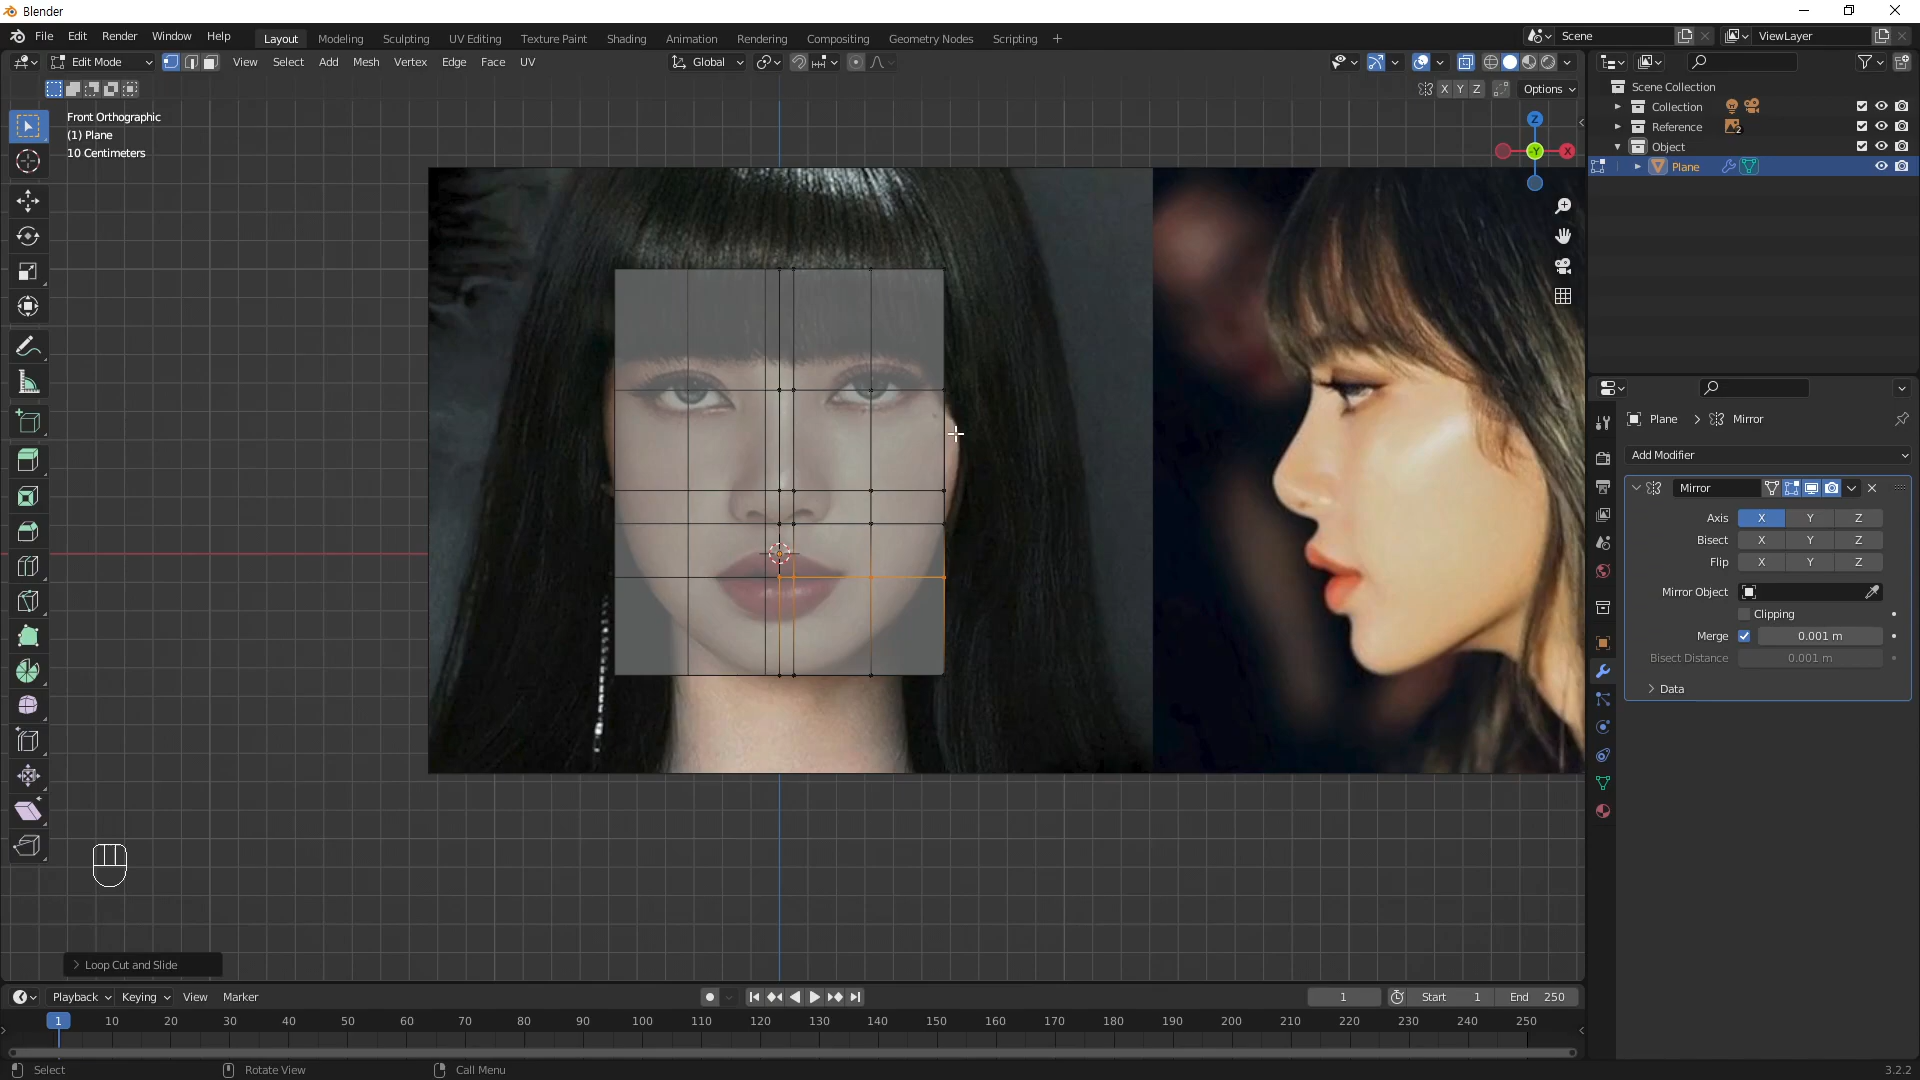 Blender
File Edit Render Window Help
Layout Modeling Sculpting UV Editing Texture Paint Shading Animation Rendering Compositing Geometry Nodes Scripting +
Scene
ViewLayer
Edit Mode View Select Add Mesh Vertex Edge Face UV
Global
X Y Z Options
Front Orthographic
(1) Plane
10 Centimeters
Z
-Y
X
Scene Collection
Collection
Reference
2
Object
Plane
Plane > Mirror
Add Modifier
Mirror
Axis X Y Z
Bisect X Y Z
Flip X Y Z
Mirror Object
Clipping
Merge 0.001 m
Bisect Distance 0.001 m
Data
Loop Cut and Slide
Playback Keying View Marker
1 Start 1 End 250
1 10 20 30 40 50 60 70 80 90 100 110 120 130 140 150 160 170 180 190 200 210 220 230 240 250
Select Rotate View Call Menu 3.2.2